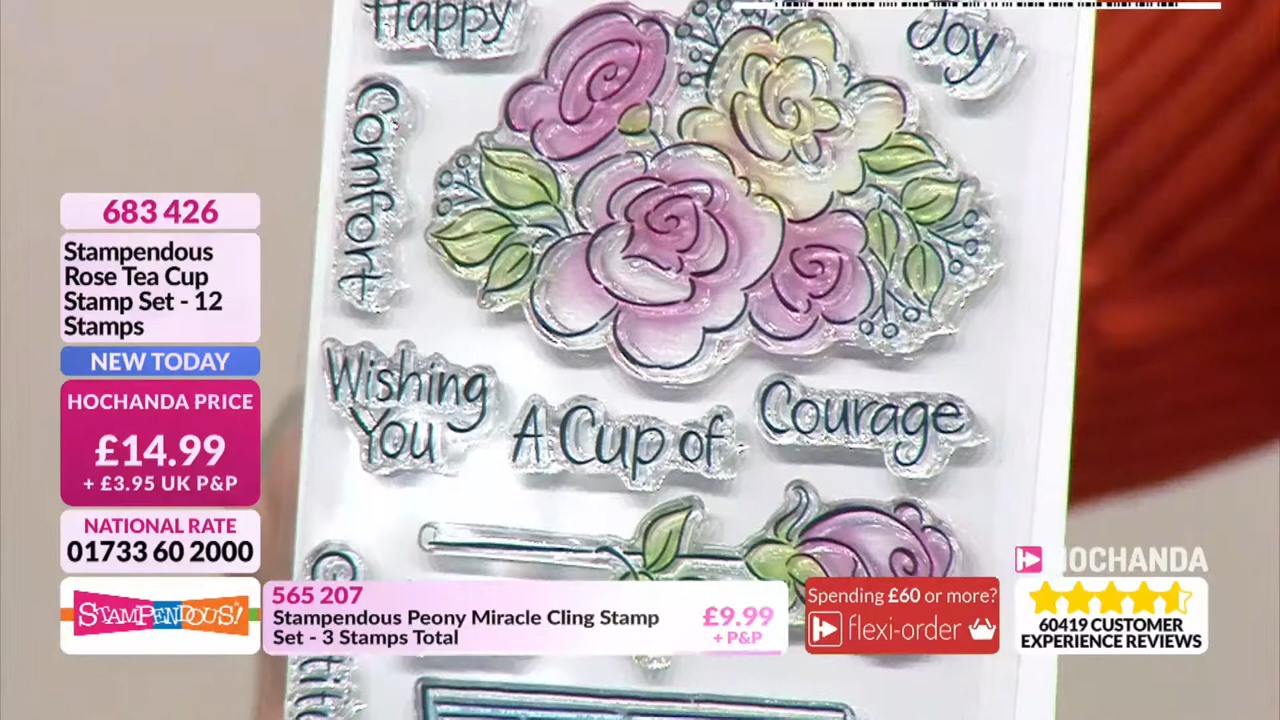 Happy
Joy
Comfort
683 426
Stampendous
Rose Tea Cup
Stamp Set - 12
Stamps
NEW TODAY
HOCHANDA PRICE
£14.99
+ £3.95 UK P&P
NATIONAL RATE
01733 60 2000
Wishing
You
A Cup of
Courage
STAMPENDOUS!
565 207
Stampendous Peony Miracle Cling Stamp
Set - 3 Stamps Total
£9.99
+ P&P
Spending £60 or more?
flexi-order
HOCHANDA
60419 CUSTOMER
EXPERIENCE REVIEWS